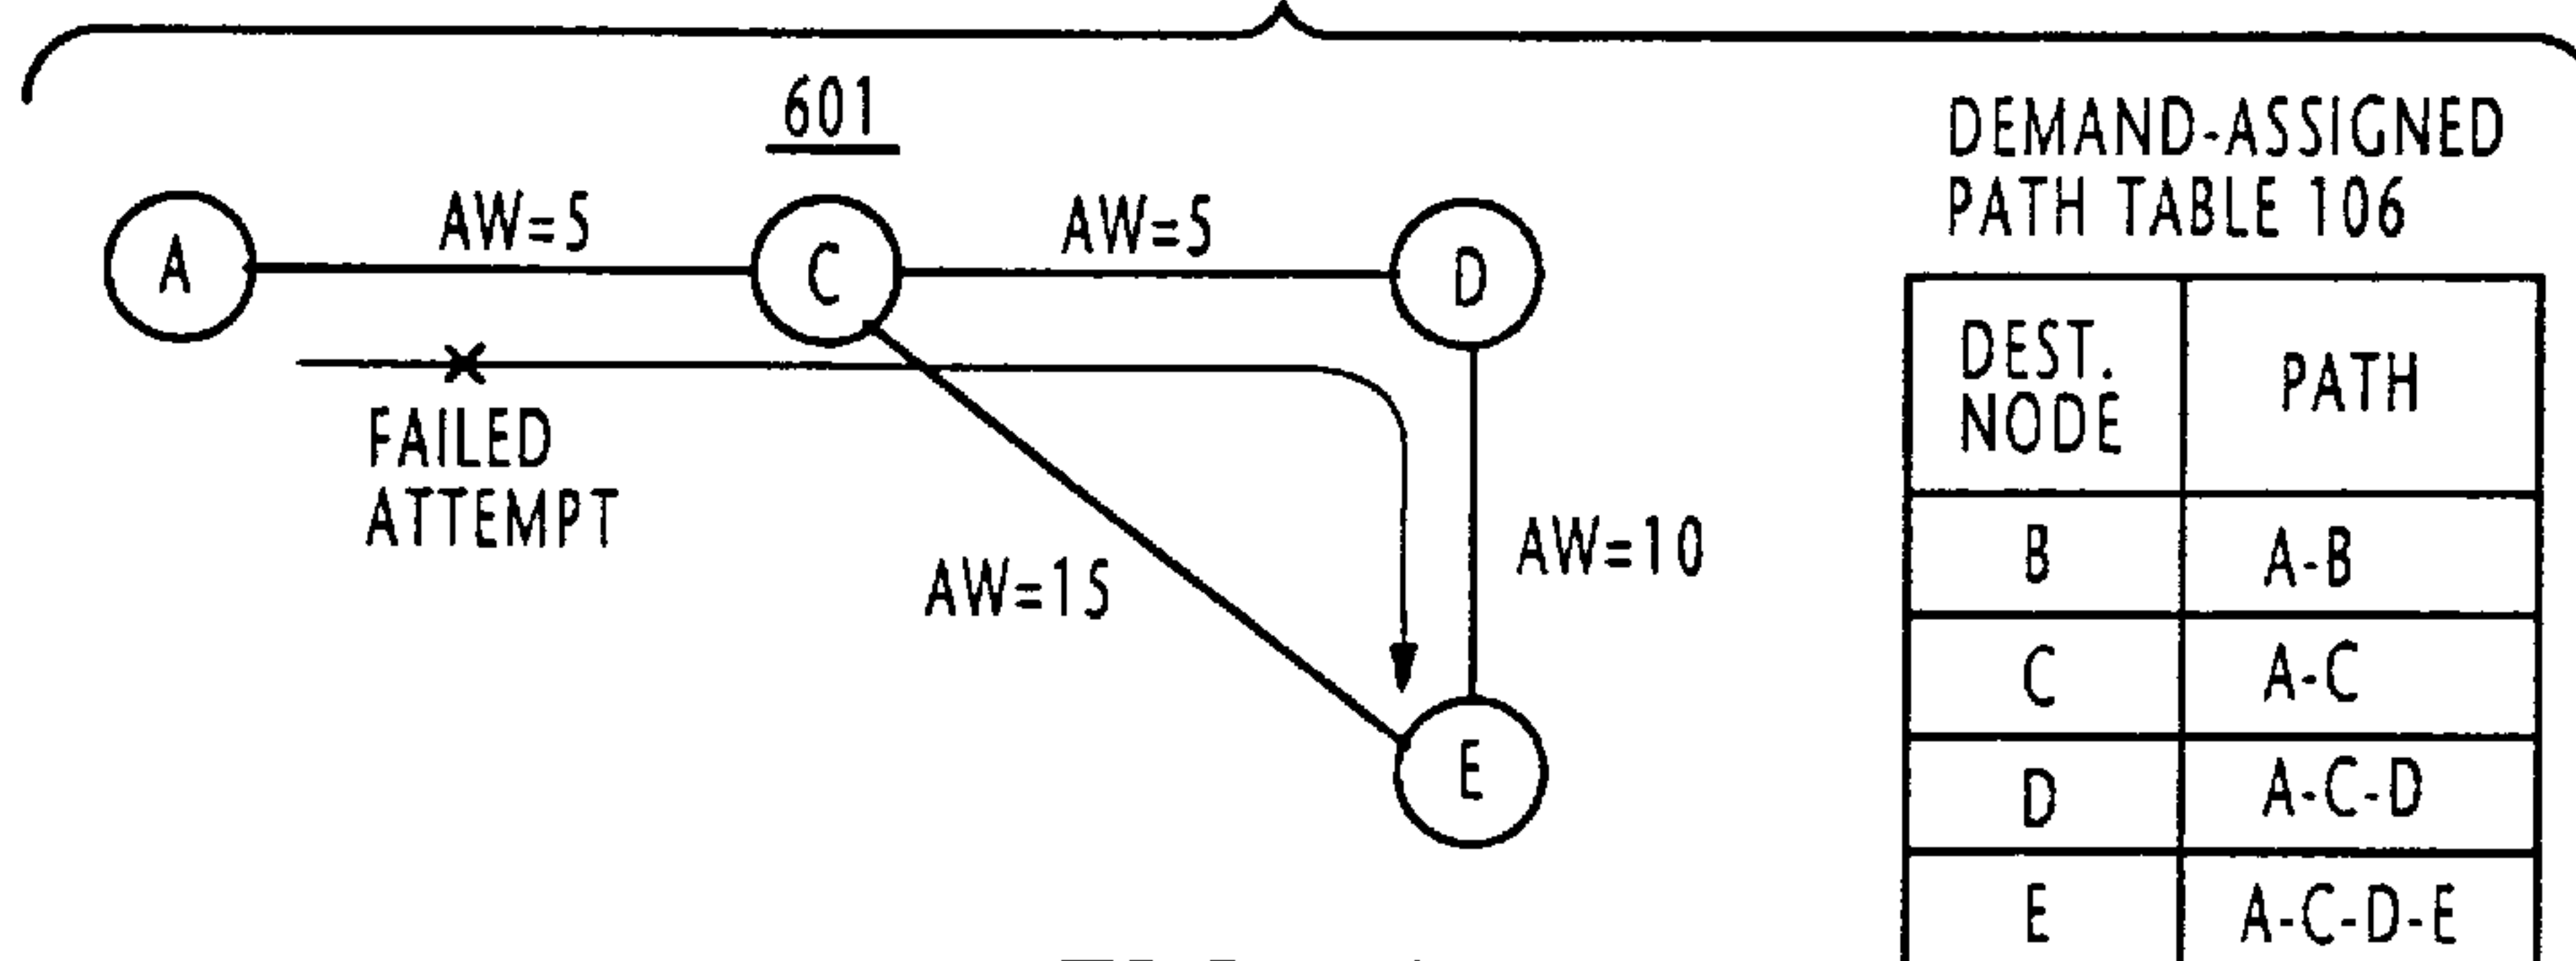 601
A
AW=5
C
AW=5
D
FAILED
ATTEMPT
AW=15
AW=10
E
DEMAND-ASSIGNED
PATH TABLE 106
DEST.
NODE
PATH
B
A-B
C
A-C
D
A-C-D
E
A-C-D-E